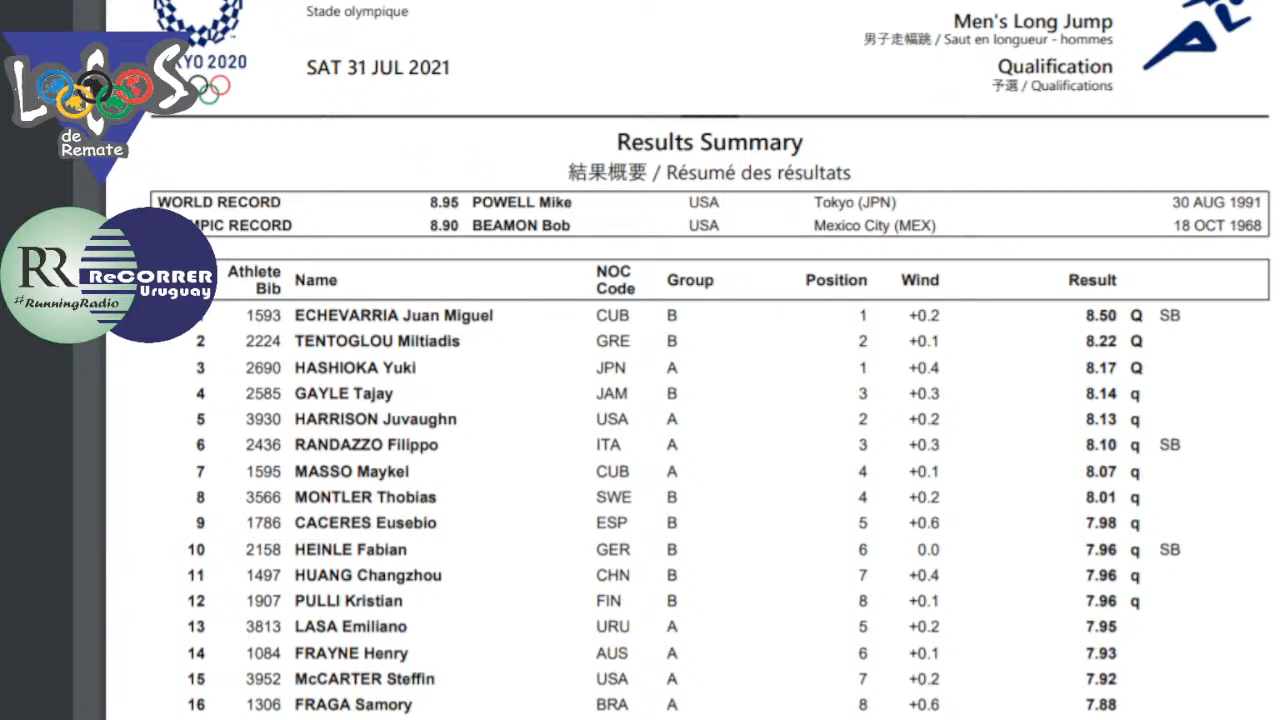 Stade olympique
Men's Long Jump
男子走幅跳 / Saut en longueur - hommes
KYO 2020
SAT 31 JUL 2021
Qualification
予選 / Qualifications
LocoS
de
Remate
Results Summary
結果概要 / Résumé des résultats
WORLD RECORD 8.95 POWELL Mike USA Tokyo (JPN) 30 AUG 1991
MPIC RECORD 8.90 BEAMON Bob USA Mexico City (MEX) 18 OCT 1968
RR
#RunningRadio
ReCORRER
Uruguay
Athlete Bib Name NOC Code Group Position Wind Result
1593 ECHEVARRIA Juan Miguel CUB B 1 +0.2 8.50 Q SB
2 2224 TENTOGLOU Miltiadis GRE B 2 +0.1 8.22 Q
3 2690 HASHIOKA Yuki JPN A 1 +0.4 8.17 Q
4 2585 GAYLE Tajay JAM B 3 +0.3 8.14 q
5 3930 HARRISON Juvaughn USA A 2 +0.2 8.13 q
6 2436 RANDAZZO Filippo ITA A 3 +0.3 8.10 q SB
7 1595 MASSO Maykel CUB A 4 +0.1 8.07 q
8 3566 MONTLER Thobias SWE B 4 +0.2 8.01 q
9 1786 CACERES Eusebio ESP B 5 +0.6 7.98 q
10 2158 HEINLE Fabian GER B 6 0.0 7.96 q SB
11 1497 HUANG Changzhou CHN B 7 +0.4 7.96 q
12 1907 PULLI Kristian FIN B 8 +0.1 7.96 q
13 3813 LASA Emiliano URU A 5 +0.2 7.95
14 1084 FRAYNE Henry AUS A 6 +0.1 7.93
15 3952 McCARTER Steffin USA A 7 +0.2 7.92
16 1306 FRAGA Samory BRA A 8 +0.6 7.88